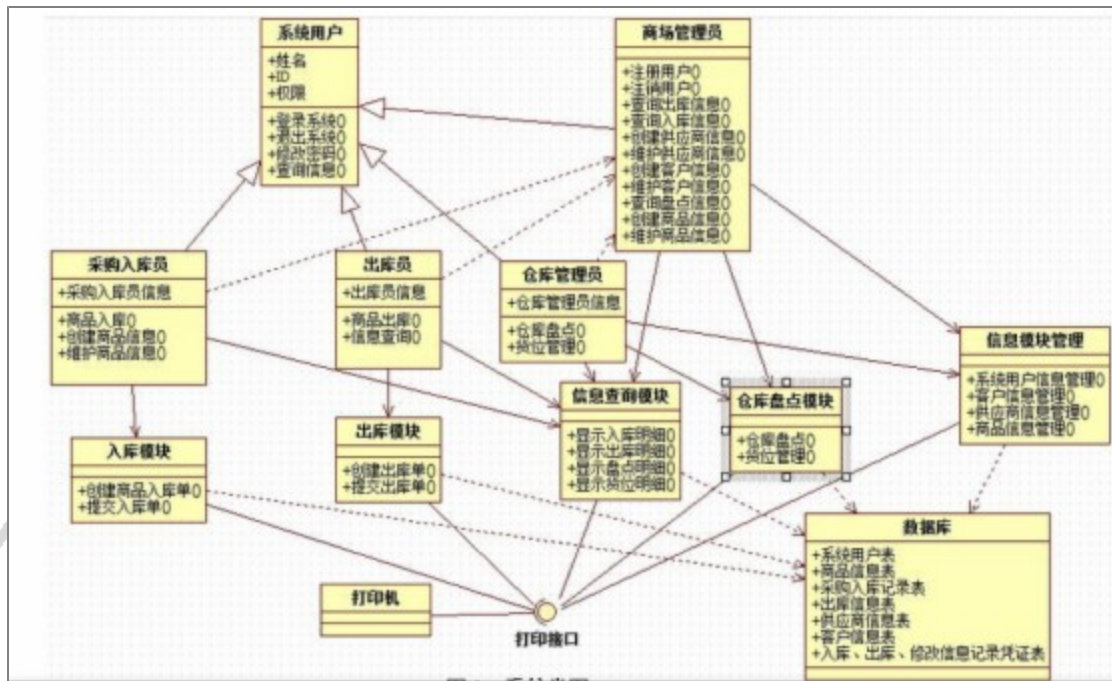 系统用户
+姓名
+ID
+权限
+登录系统()
+退出系统()
+修改密码()
+查询信息()
商场管理员
+注册用户()
+注销用户()
+查询出库信息()
+查询入库信息()
+创建供应商信息()
+维护供应商信息()
+创建客户信息()
+维护客户信息()
+查询盘点信息()
+创建商品信息()
+维护商品信息()
采购入库员
+采购入库员信息
+商品入库()
+创建商品信息()
+维护商品信息()
出库员
+出库员信息
+商品出库()
+信息查询()
仓库管理员
+仓库管理员信息
+仓库盘点()
+货位管理()
信息模块管理
+系统用户信息管理()
+客户信息管理()
+供应商信息管理()
+商品信息管理()
入库模块
+创建商品入库单()
+提交入库单()
出库模块
+创建出库单()
+提交出库单()
信息查询模块
+显示入库明细()
+显示出库明细()
+显示盘点明细()
+显示货位明细()
仓库盘点模块
+仓库盘点()
+货位管理()
数据库
+系统用户表
+商品信息表
+采购入库记录表
+出库信息表
+供应商信息表
+客户信息表
+入库、出库、修改信息记录凭证表
打印机
打印接口